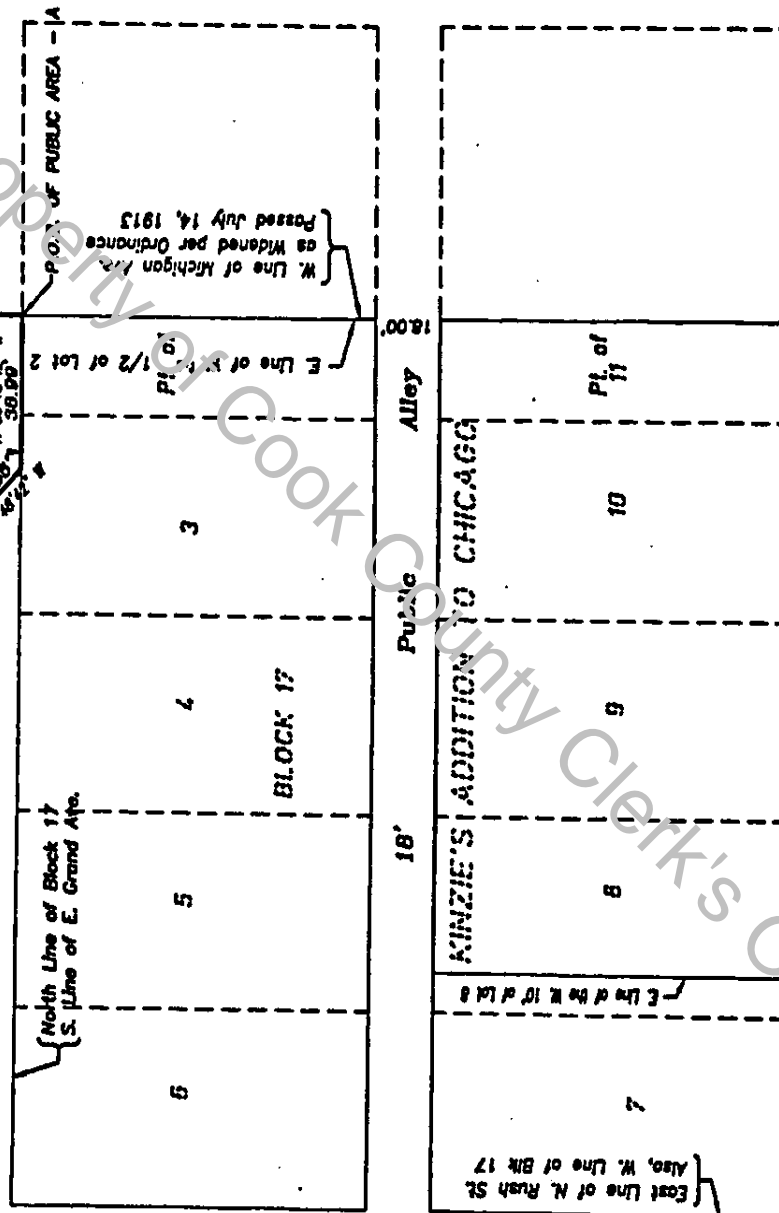 P.O.B. OF PUBLIC AREA - A
38.99'
W. Line of Michigan Ave.
as Widened per Ordinance
Passed July 14, 1913
E. Line of W. 1/2 of Lot 2
Pt. of
3
4
5
6
BLOCK 17
North Line of Block 17
S. Line of E. Grand Ave.
18' Public Alley
18.00'
KINZIE'S ADDITION TO CHICAGO
Pt. of
11
10
9
8
7
E. Line of the W. 10' of Lot 8
East Line of N. Rush St.
Also, W. Line of Blk 17
Property of Cook County Clerk's